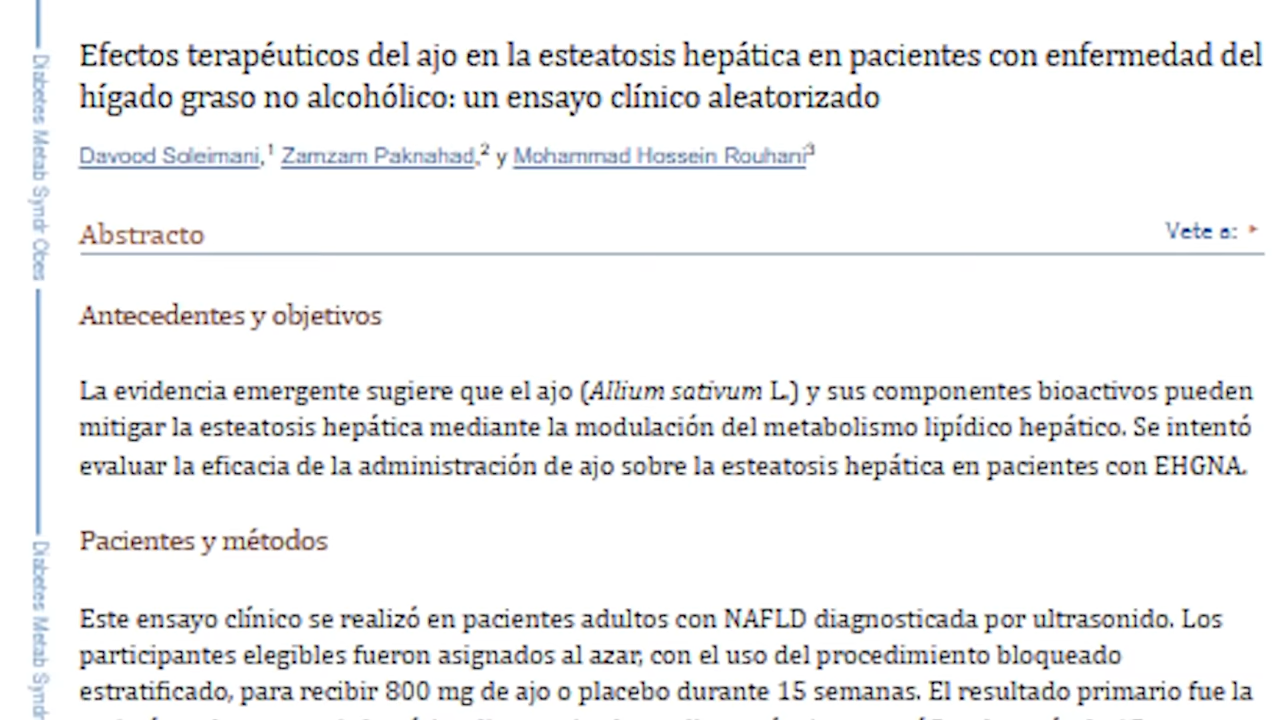 Efectos terapéuticos del ajo en la esteatosis hepática en pacientes con enfermedad del
hígado graso no alcohólico: un ensayo clínico aleatorizado
Davood Soleimani,1 Zamzam Paknahad,2 y Mohammad Hossein Rouhani3
Abstracto
Vete a:
Antecedentes y objetivos
La evidencia emergente sugiere que el ajo (Allium sativum L.) y sus componentes bioactivos pueden
mitigar la esteatosis hepática mediante la modulación del metabolismo lipídico hepático. Se intentó
evaluar la eficacia de la administración de ajo sobre la esteatosis hepática en pacientes con EHGNA.
Pacientes y métodos
Este ensayo clínico se realizó en pacientes adultos con NAFLD diagnosticada por ultrasonido. Los
participantes elegibles fueron asignados al azar, con el uso del procedimiento bloqueado
estratificado, para recibir 800 mg de ajo o placebo durante 15 semanas. El resultado primario fue la
Diabetes Metab Syndr Obes
Diabetes Metab Syndr